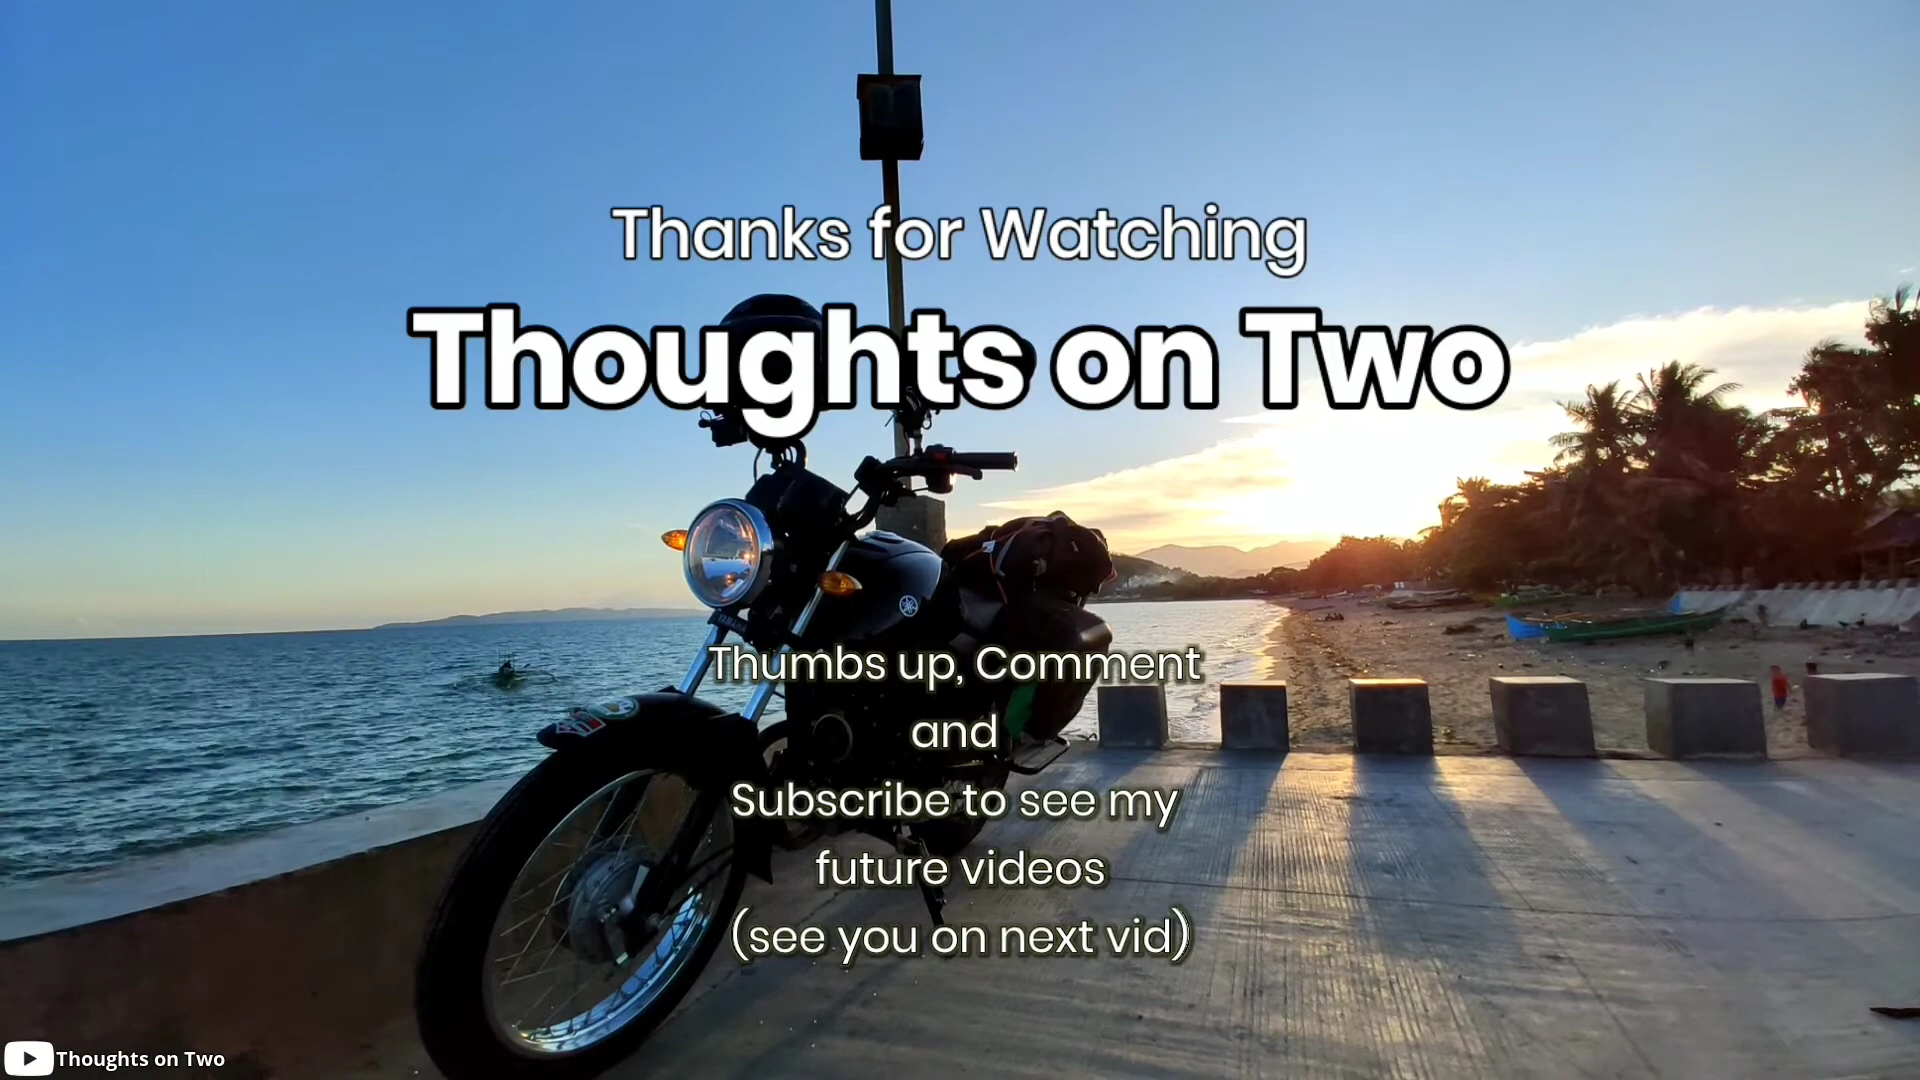 Thanks for Watching
Thoughts on Two
YAMAHA
Thumbs up, Comment
and
Subscribe to see my
future videos
(see you on next vid)
Thoughts on Two